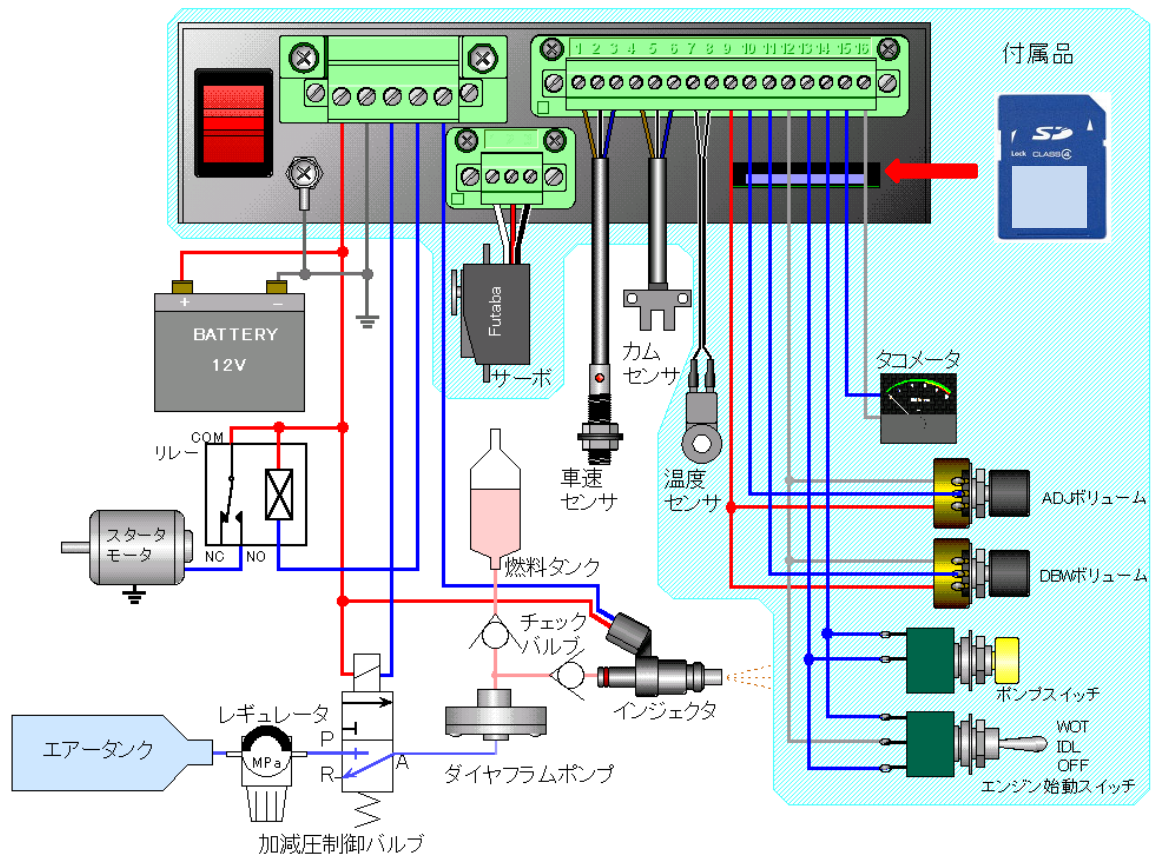 1 2 3 4 5 6 7 8 9 10 11 12 13 14 15 16
付属品
SD
Lock CLASS④
BATTERY
12V
+ −
Futaba
サーボ
カム
センサ
タコメータ
COM
リレー
NC NO
スタータ
モータ
車速
センサ
温度
センサ
ADJボリューム
DBWボリューム
燃料タンク
チェック
バルブ
インジェクタ
ポンプスイッチ
WOT
IDL
OFF
エンジン始動スイッチ
エアータンク
レギュレータ
MPa
P
R
A
ダイヤフラムポンプ
加減圧制御バルブ